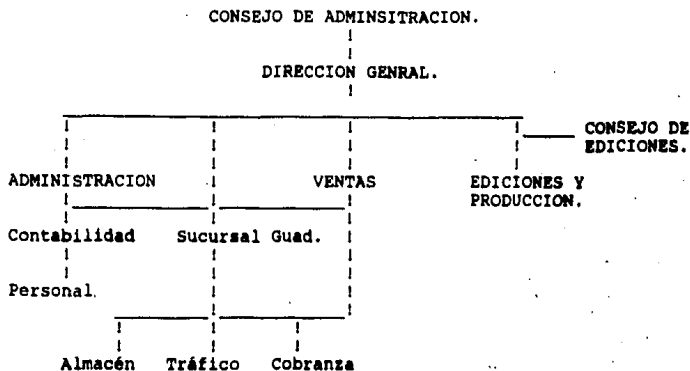 CONSEJO DE ADMINSITRACION.
DIRECCION GENRAL.
CONSEJO DE
EDICIONES.
ADMINISTRACION VENTAS EDICIONES Y
PRODUCCION.
Contabilidad Sucursal Guad.
Personal.
Almacén Tráfico Cobranza